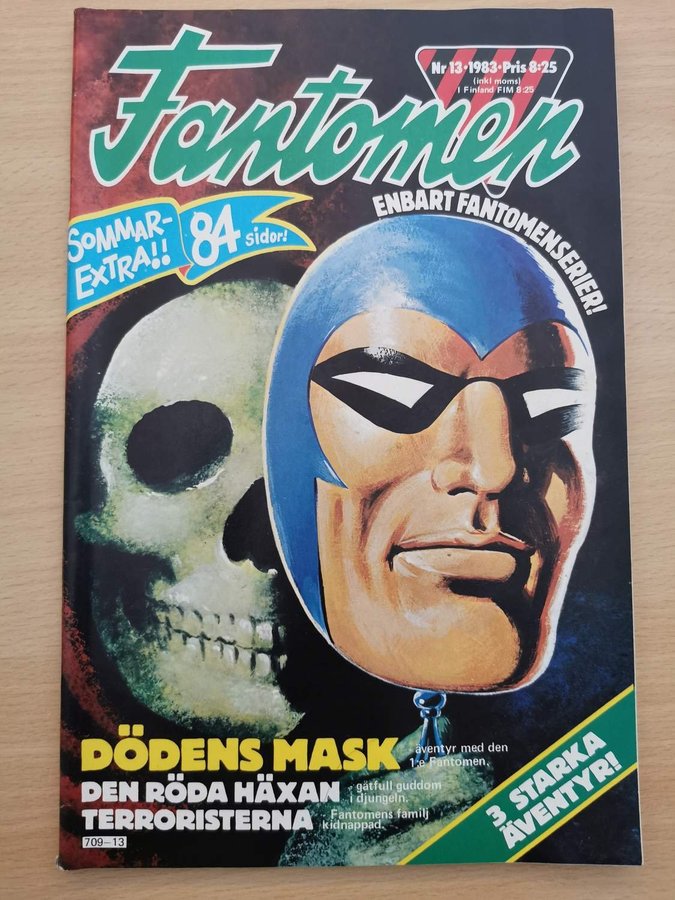 Fantomen
Nr 13•1983•Pris 8:25
(inkl moms)
I Finland FIM 8:25
ENBART FANTOMENSERIER!
SOMMAR-
EXTRA!!
84 sidor!
DÖDENS MASK - äventyr med den
1:e Fantomen.
DEN RÖDA HÄXAN - gåtfull guddom
i djungeln.
TERRORISTERNA - Fantomens familj
kidnappad.
3 STARKA
ÄVENTYR!
709-13